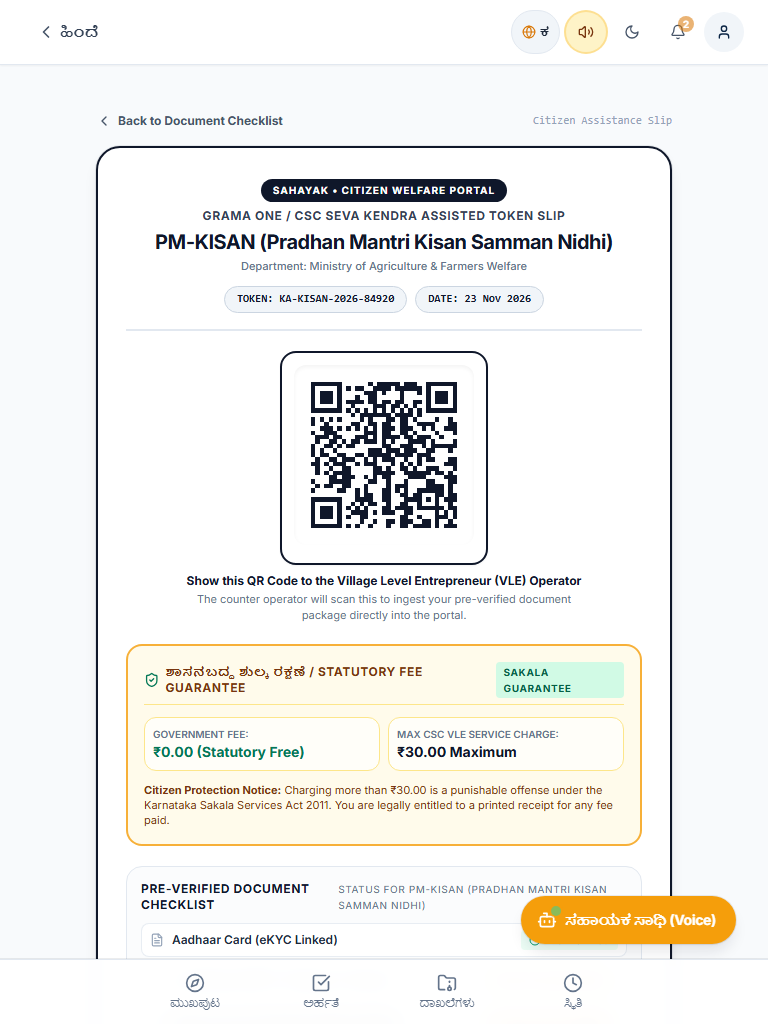 ಹಿಂದೆ
ಕ
2
Back to Document Checklist
Citizen Assistance Slip
SAHAYAK • CITIZEN WELFARE PORTAL
GRAMA ONE / CSC SEVA KENDRA ASSISTED TOKEN SLIP
PM-KISAN (Pradhan Mantri Kisan Samman Nidhi)
Department: Ministry of Agriculture & Farmers Welfare
TOKEN: KA-KISAN-2026-84920
DATE: 23 Nov 2026
Show this QR Code to the Village Level Entrepreneur (VLE) Operator
The counter operator will scan this to ingest your pre-verified document
package directly into the portal.
ಶಾಸನಬದ್ಧ ಶುಲ್ಕ ರಕ್ಷಣೆ / STATUTORY FEE
GUARANTEE
SAKALA
GUARANTEE
GOVERNMENT FEE:
₹0.00 (Statutory Free)
MAX CSC VLE SERVICE CHARGE:
₹30.00 Maximum
Citizen Protection Notice: Charging more than ₹30.00 is a punishable offense under the
Karnataka Sakala Services Act 2011. You are legally entitled to a printed receipt for any fee
paid.
PRE-VERIFIED DOCUMENT
CHECKLIST
STATUS FOR PM-KISAN (PRADHAN MANTRI KISAN
SAMMAN NIDHI)
Aadhaar Card (eKYC Linked)
ಸಹಾಯಕ ಸಾಥಿ (Voice)
ಮುಖಪುಟ
ಅರ್ಹತೆ
ದಾಖಲೆಗಳು
ಸ್ಥಿತಿ